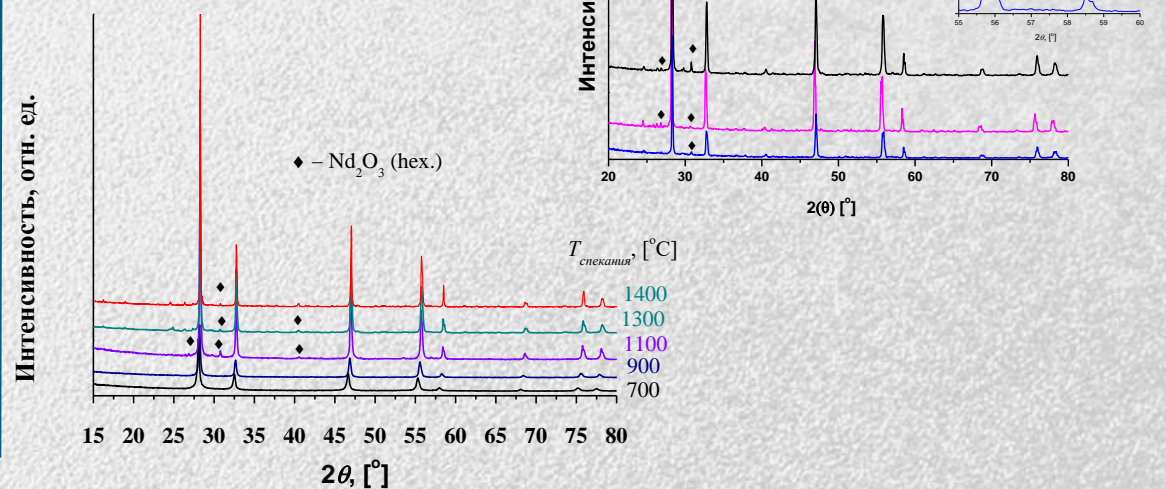 Интенсивность, отн. ед.
♦ – Nd2O3 (hex.)
Tспекания, [°C]
1400
1300
1100
900
700
15 20 25 30 35 40 45 50 55 60 65 70 75 80
2θ, [°]
Интенси
20 30 40 50 60 70 80
2(θ) [°]
55 56 57 58 59 60
2θ, [°]